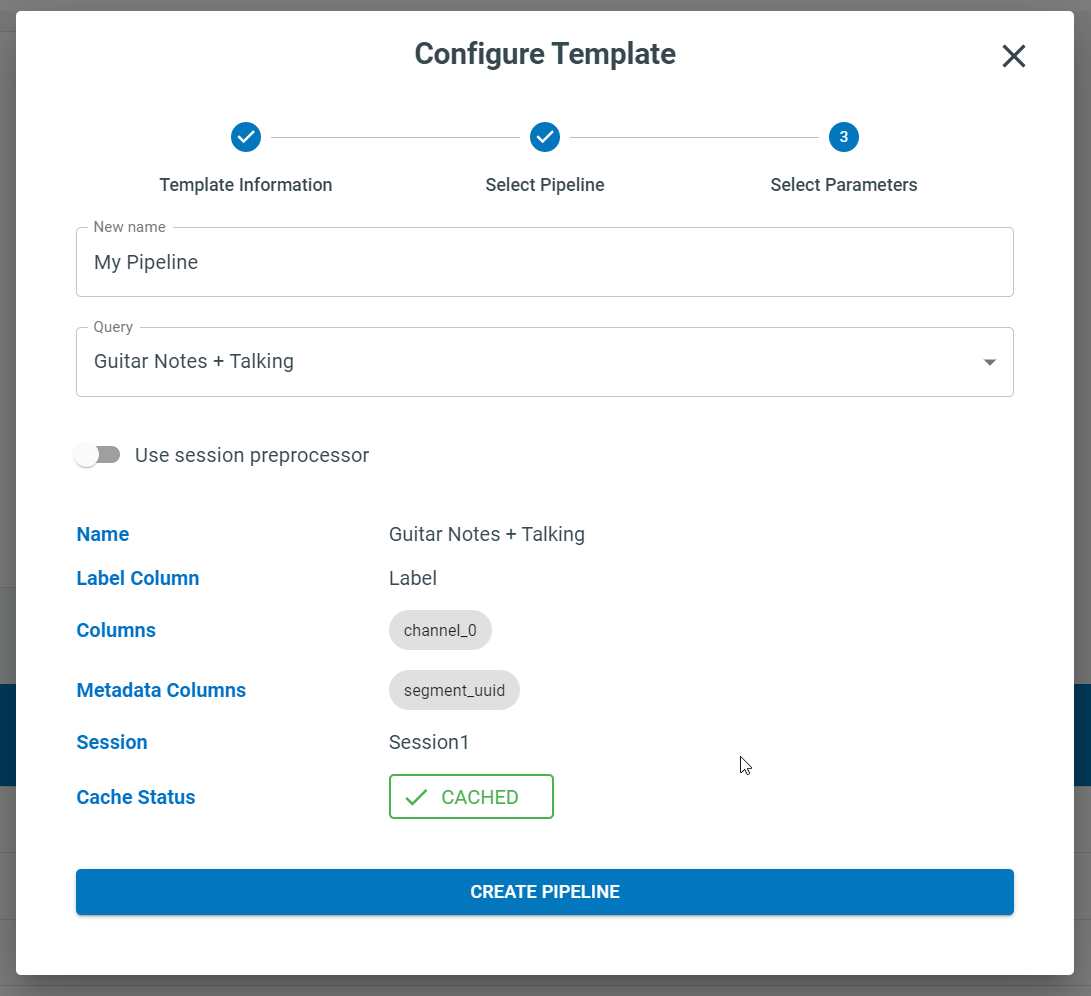 Configure Template
3
Template Information
Select Pipeline
Select Parameters
New name
My Pipeline
Query
Guitar Notes + Talking
Use session preprocessor
Name Guitar Notes + Talking
Label Column Label
Columns channel_0
Metadata Columns segment_uuid
Session Session1
Cache Status CACHED
CREATE PIPELINE